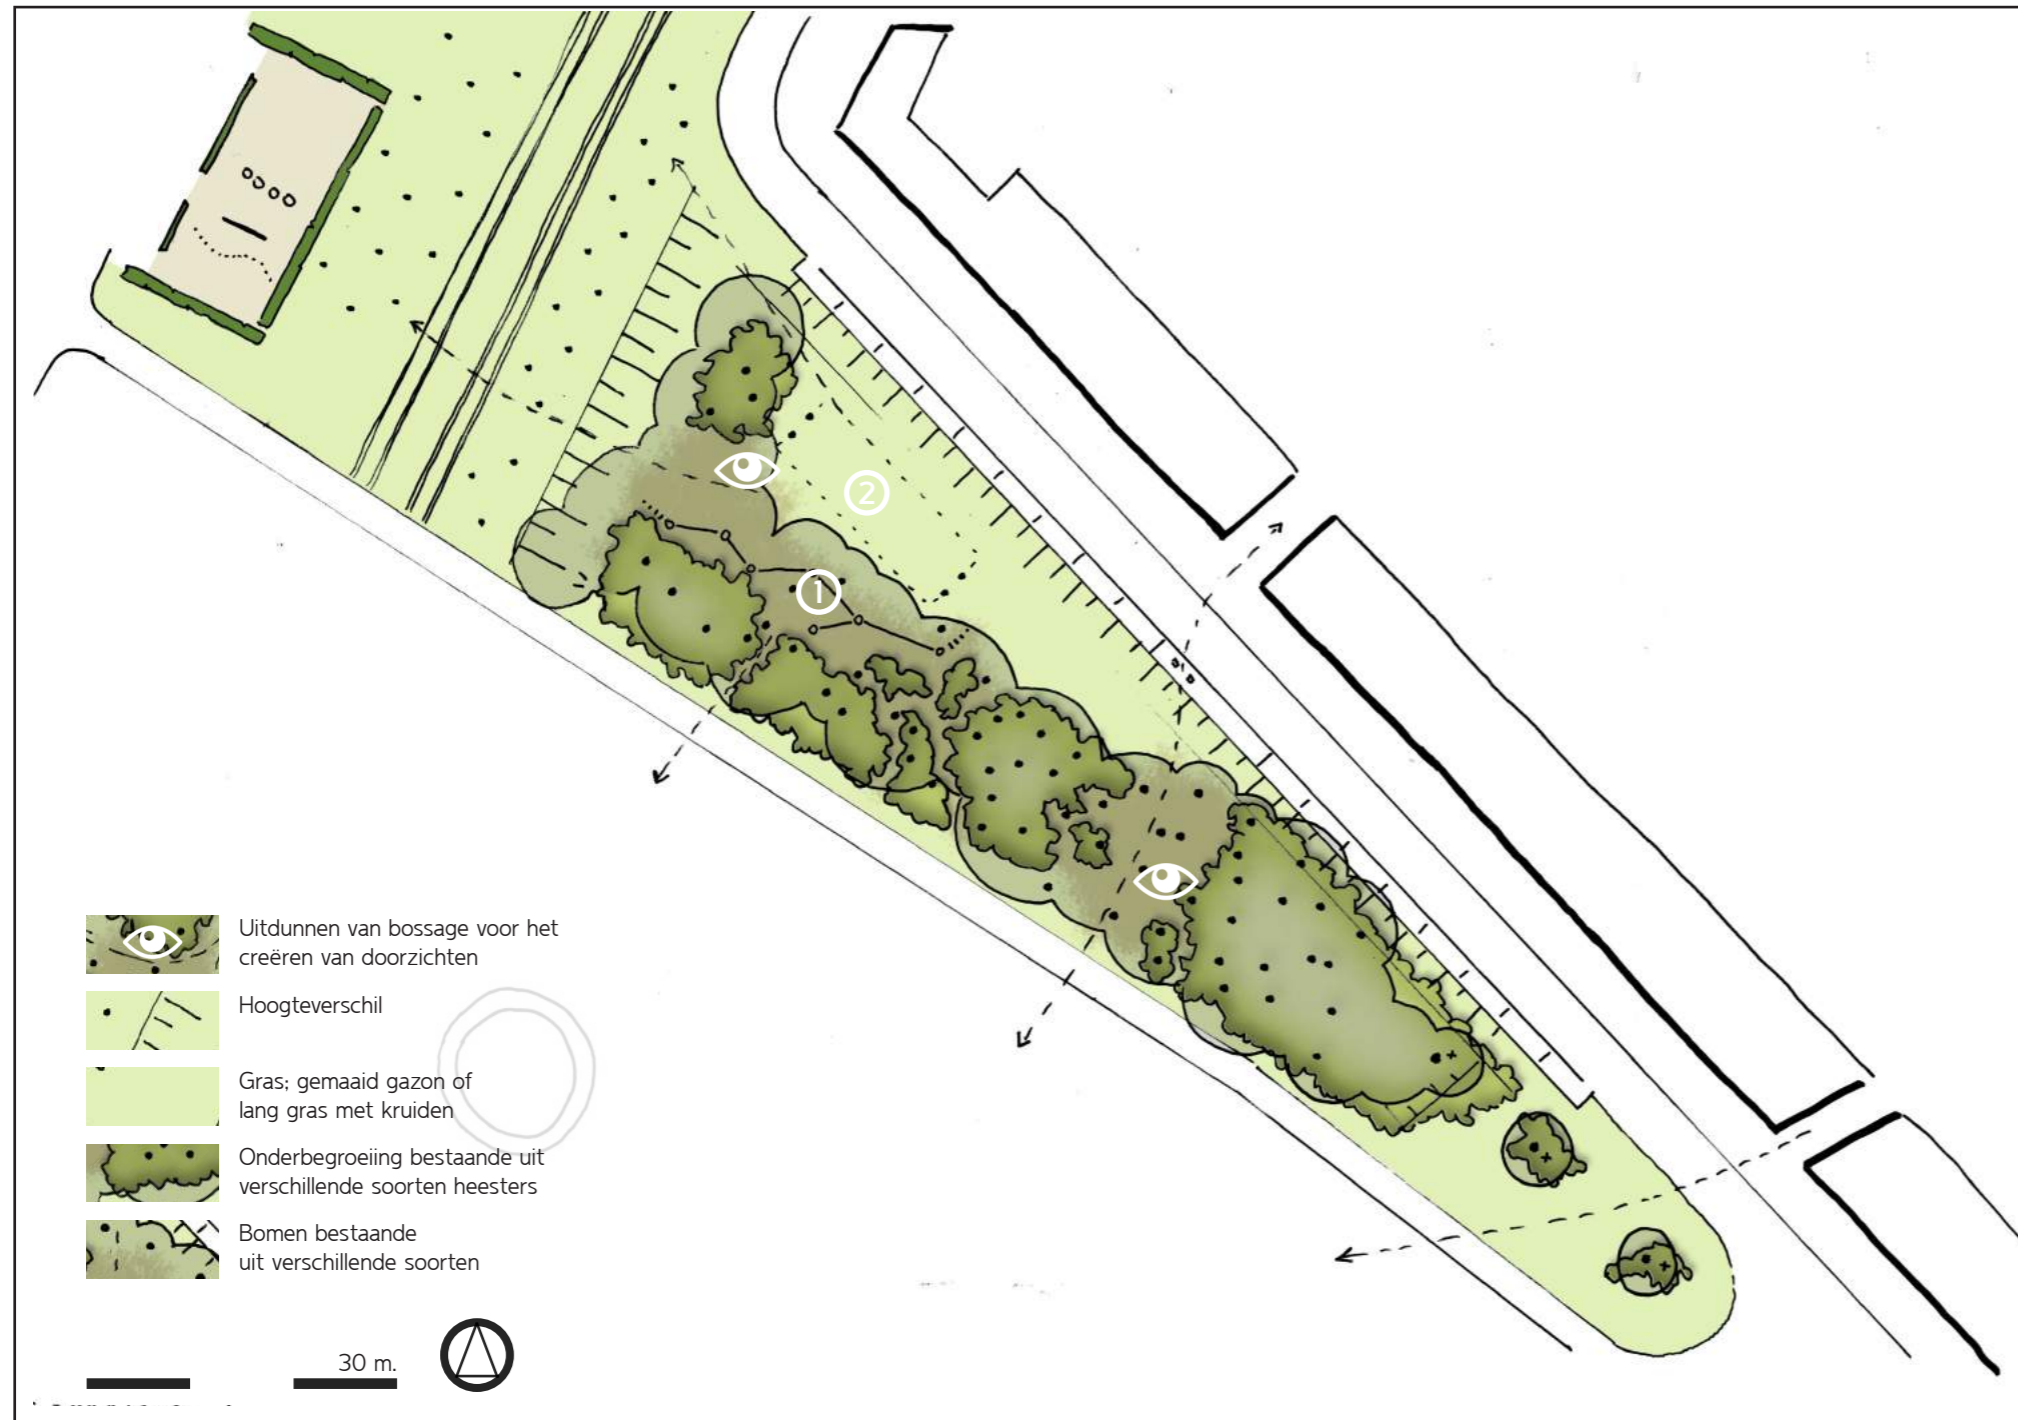 2
1
Uitdunnen van bossage voor het
creëren van doorzichten
Hoogteverschil
Gras; gemaaid gazon of
lang gras met kruiden
Onderbegroeiing bestaande uit
verschillende soorten heesters
Bomen bestaande
uit verschillende soorten
30 m.